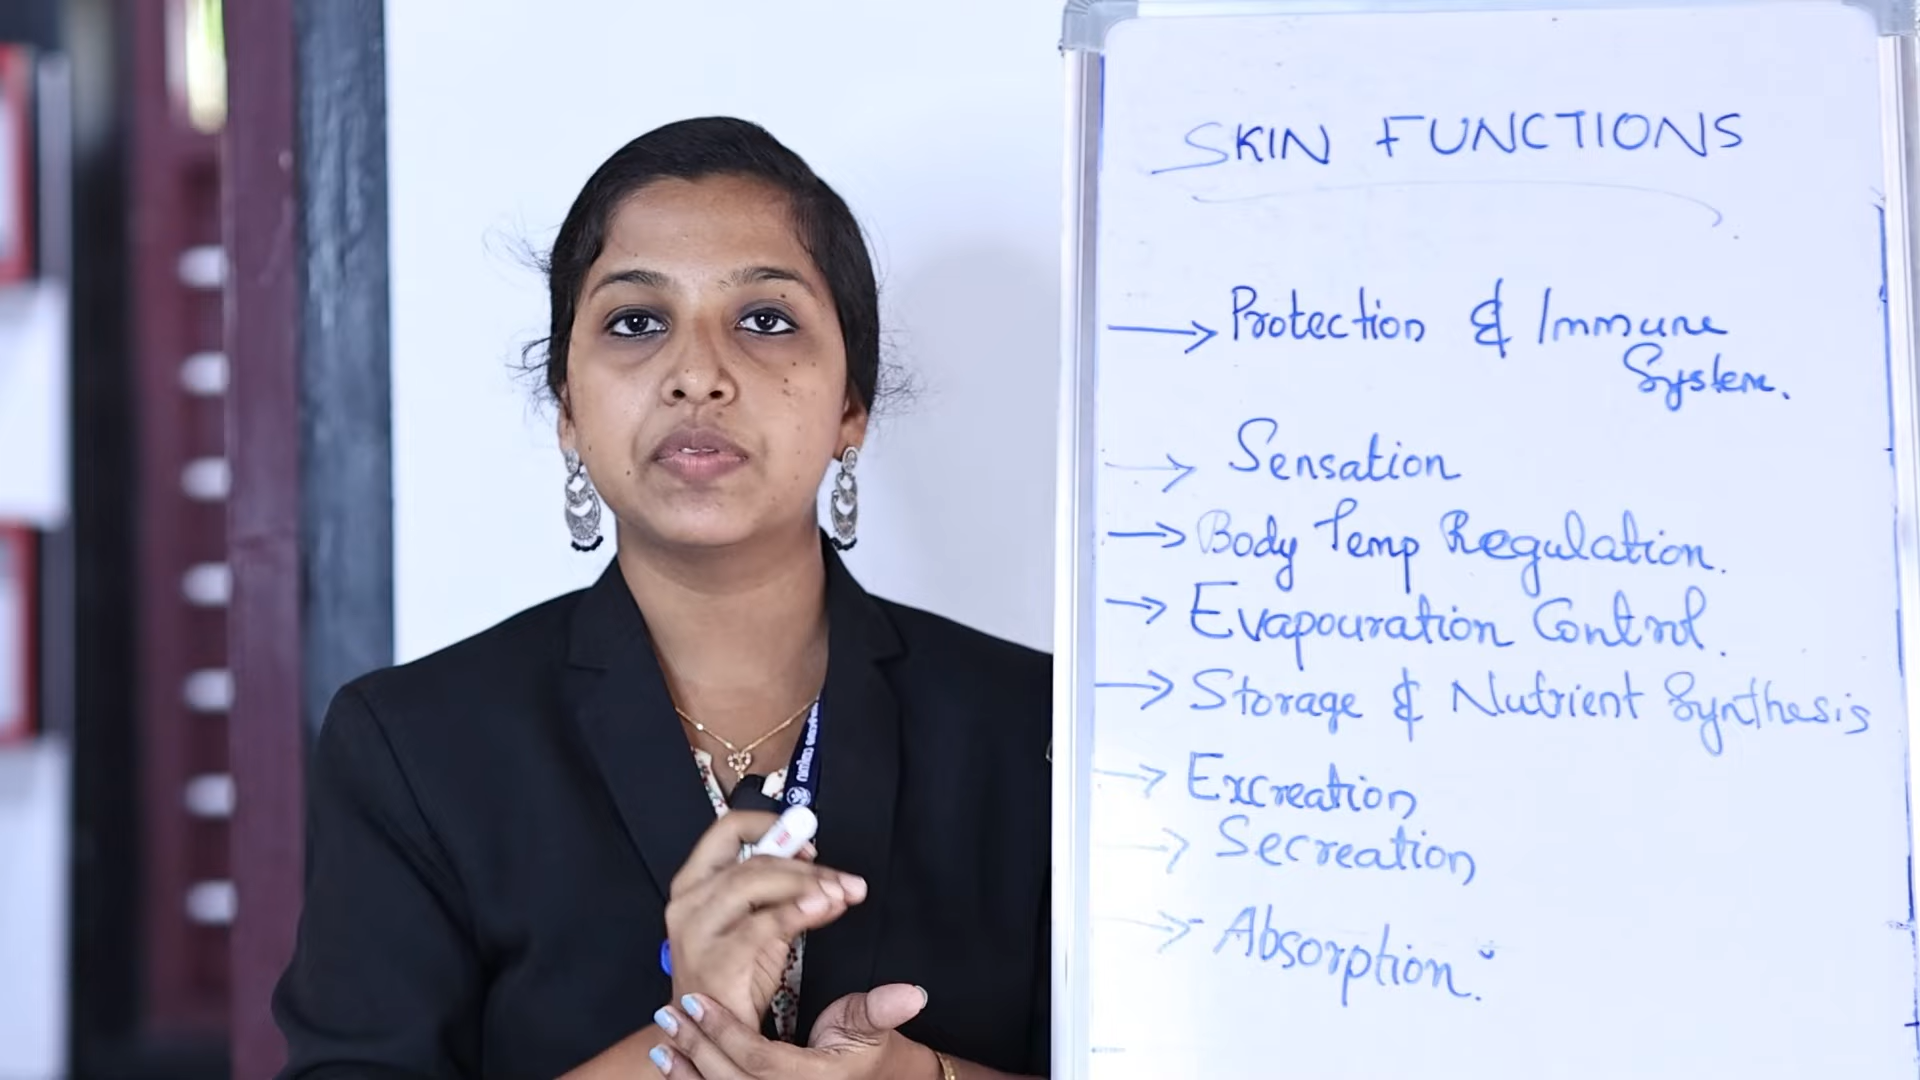 SKIN FUNCTIONS
→ Protection & Immune
System.
→ Sensation
→ Body Temp Regulation.
→ Evapouration Control.
→ Storage & Nutrient Synthesis
→ Excreation
→ Secreation
→ Absorption.